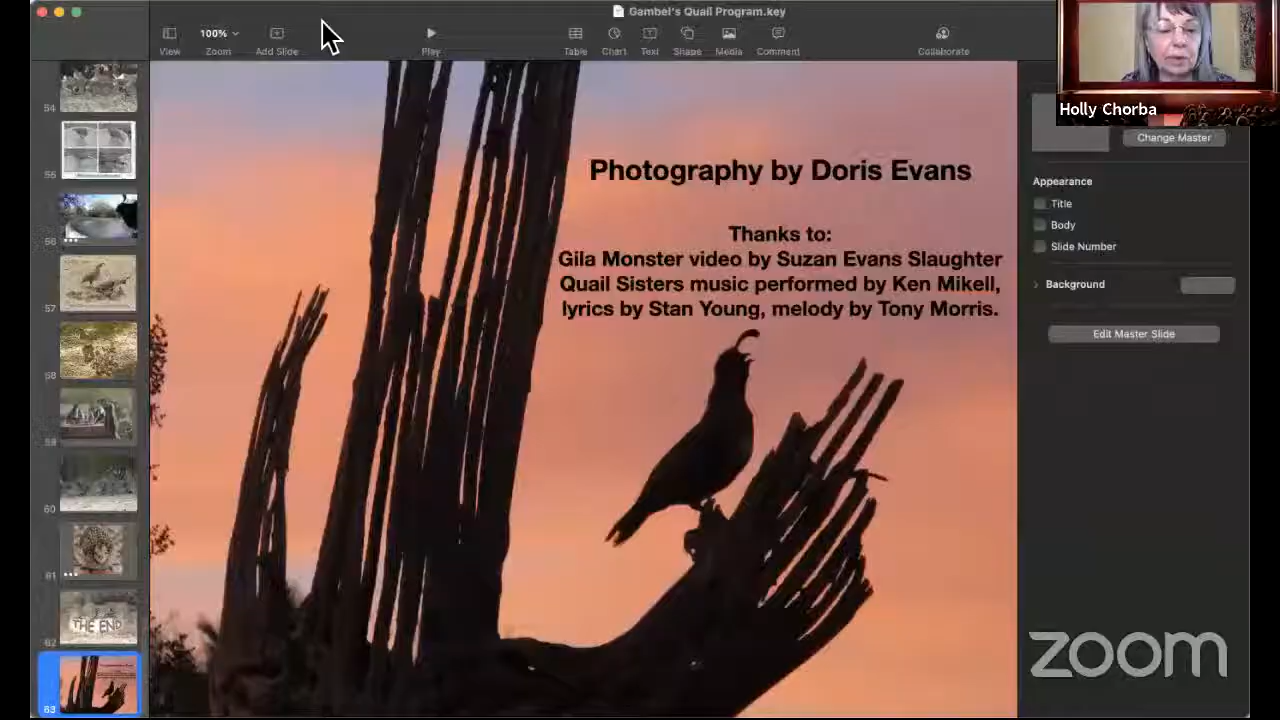 Gambel's Quail Program.key
100%
View
Zoom
Add Slide
Play
Table
Chart
Text
Shape
Media
Comment
Collaborate
Holly Chorba
Change Master
Appearance
Title
Body
Slide Number
Background
Edit Master Slide
Photography by Doris Evans
Thanks to:
Gila Monster video by Suzan Evans Slaughter
Quail Sisters music performed by Ken Mikell,
lyrics by Stan Young, melody by Tony Morris.
54
55
56
57
58
59
60
61
THE END
62
63
zoom